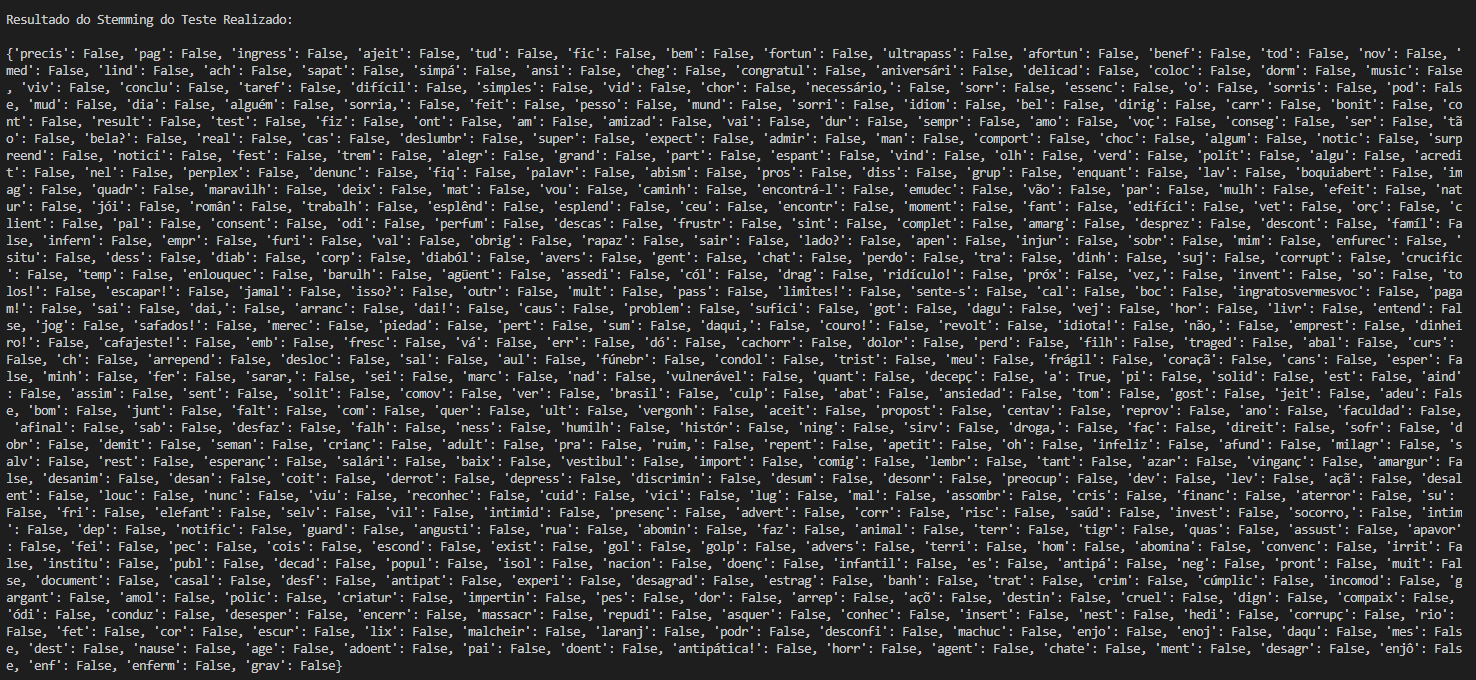 Resultado do Stemming do Teste Realizado:
{'precis': False, 'pag': False, 'ingress': False, 'ajeit': False, 'tud': False, 'fic': False, 'bem': False, 'fortun': False, 'ultrapass': False, 'afortun': False, 'benef': False, 'tod': False, 'nov': False, '
med': False, 'lind': False, 'ach': False, 'sapat': False, 'simpá': False, 'ansi': False, 'cheg': False, 'congratul': False, 'aniversári': False, 'delicad': False, 'coloc': False, 'dorm': False, 'music': False
, 'viv': False, 'conclu': False, 'taref': False, 'difícil': False, 'simples': False, 'vid': False, 'chor': False, 'necessário,': False, 'sorr': False, 'essenc': False, 'o': False, 'sorris': False, 'pod': Fals
e, 'mud': False, 'dia': False, 'alguém': False, 'sorria,': False, 'feit': False, 'pesso': False, 'mund': False, 'sorri': False, 'idiom': False, 'bel': False, 'dirig': False, 'carr': False, 'bonit': False, 'co
nt': False, 'result': False, 'test': False, 'fiz': False, 'ont': False, 'am': False, 'amizad': False, 'vai': False, 'dur': False, 'sempr': False, 'amo': False, 'voç': False, 'conseg': False, 'ser': False, 'tã
o': False, 'bela?': False, 'real': False, 'cas': False, 'deslumbr': False, 'super': False, 'expect': False, 'admir': False, 'man': False, 'comport': False, 'choc': False, 'algum': False, 'notic': False, 'surp
reend': False, 'notici': False, 'fest': False, 'trem': False, 'alegr': False, 'grand': False, 'part': False, 'espant': False, 'vind': False, 'olh': False, 'verd': False, 'polít': False, 'algu': False, 'acredi
t': False, 'nel': False, 'perplex': False, 'denunc': False, 'fiq': False, 'palavr': False, 'abism': False, 'pros': False, 'diss': False, 'grup': False, 'enquant': False, 'lav': False, 'boquiabert': False, 'im
ag': False, 'quadr': False, 'maravilh': False, 'deix': False, 'mat': False, 'vou': False, 'caminh': False, 'encontrá-l': False, 'emudec': False, 'vão': False, 'par': False, 'mulh': False, 'efeit': False, 'nat
ur': False, 'jói': False, 'român': False, 'trabalh': False, 'esplênd': False, 'esplend': False, 'ceu': False, 'encontr': False, 'moment': False, 'fant': False, 'edifíci': False, 'vet': False, 'orç': False, 'c
lient': False, 'pal': False, 'consent': False, 'odi': False, 'perfum': False, 'descas': False, 'frustr': False, 'sint': False, 'complet': False, 'amarg': False, 'desprez': False, 'descont': False, 'famíl': Fa
lse, 'infern': False, 'empr': False, 'furi': False, 'val': False, 'obrig': False, 'rapaz': False, 'sair': False, 'lado?': False, 'apen': False, 'injur': False, 'sobr': False, 'mim': False, 'enfurec': False, '
situ': False, 'dess': False, 'diab': False, 'corp': False, 'diaból': False, 'avers': False, 'gent': False, 'chat': False, 'perdo': False, 'tra': False, 'dinh': False, 'suj': False, 'corrupt': False, 'crucific
': False, 'temp': False, 'enlouquec': False, 'barulh': False, 'agüent': False, 'assedi': False, 'cól': False, 'drag': False, 'ridículo!': False, 'próx': False, 'vez,': False, 'invent': False, 'so': False, 'to
los!': False, 'escapar!': False, 'jamal': False, 'isso?': False, 'outr': False, 'mult': False, 'pass': False, 'limites!': False, 'sente-s': False, 'cal': False, 'boc': False, 'ingratosvermesvoc': False, 'paga
m!': False, 'sai': False, 'dai,': False, 'arranc': False, 'dai!': False, 'caus': False, 'problem': False, 'sufici': False, 'got': False, 'dagu': False, 'vej': False, 'hor': False, 'livr': False, 'entend': Fal
se, 'jog': False, 'safados!': False, 'merec': False, 'piedad': False, 'pert': False, 'sum': False, 'daqui,': False, 'couro!': False, 'revolt': False, 'idiota!': False, 'não,': False, 'emprest': False, 'dinhei
ro!': False, 'cafajeste!': False, 'emb': False, 'fresc': False, 'vá': False, 'err': False, 'dó': False, 'cachorr': False, 'dolor': False, 'perd': False, 'filh': False, 'traged': False, 'abal': False, 'curs':
False, 'ch': False, 'arrepend': False, 'desloc': False, 'sal': False, 'aul': False, 'fúnebr': False, 'condol': False, 'trist': False, 'meu': False, 'frágil': False, 'coraçã': False, 'cans': False, 'esper': Fa
lse, 'minh': False, 'fer': False, 'sarar,': False, 'sei': False, 'marc': False, 'nad': False, 'vulnerável': False, 'quant': False, 'decepç': False, 'a': True, 'pi': False, 'solid': False, 'est': False, 'aind'
: False, 'assim': False, 'sent': False, 'solit': False, 'comov': False, 'ver': False, 'brasil': False, 'culp': False, 'abat': False, 'ansiedad': False, 'tom': False, 'gost': False, 'jeit': False, 'adeu': Fals
e, 'bom': False, 'junt': False, 'falt': False, 'com': False, 'quer': False, 'ult': False, 'vergonh': False, 'aceit': False, 'propost': False, 'centav': False, 'reprov': False, 'ano': False, 'faculdad': False,
'afinal': False, 'sab': False, 'desfaz': False, 'falh': False, 'ness': False, 'humilh': False, 'histór': False, 'ning': False, 'sirv': False, 'droga,': False, 'faç': False, 'direit': False, 'sofr': False, 'd
obr': False, 'demit': False, 'seman': False, 'crianç': False, 'adult': False, 'pra': False, 'ruim,': False, 'repent': False, 'apetit': False, 'oh': False, 'infeliz': False, 'afund': False, 'milagr': False, 's
alv': False, 'rest': False, 'esperanç': False, 'salári': False, 'baix': False, 'vestibul': False, 'import': False, 'comig': False, 'lembr': False, 'tant': False, 'azar': False, 'vinganç': False, 'amargur': Fa
lse, 'desanim': False, 'desan': False, 'coit': False, 'derrot': False, 'depress': False, 'discrimin': False, 'desum': False, 'desonr': False, 'preocup': False, 'dev': False, 'lev': False, 'açã': False, 'desal
ent': False, 'louc': False, 'nunc': False, 'viu': False, 'reconhec': False, 'cuid': False, 'vici': False, 'lug': False, 'mal': False, 'assombr': False, 'cris': False, 'financ': False, 'aterror': False, 'su':
False, 'fri': False, 'elefant': False, 'selv': False, 'vil': False, 'intimid': False, 'presenç': False, 'advert': False, 'corr': False, 'risc': False, 'saúd': False, 'invest': False, 'socorro,': False, 'intim
': False, 'dep': False, 'notific': False, 'guard': False, 'angusti': False, 'rua': False, 'abomin': False, 'faz': False, 'animal': False, 'terr': False, 'tigr': False, 'quas': False, 'assust': False, 'apavor'
: False, 'fei': False, 'pec': False, 'cois': False, 'escond': False, 'exist': False, 'gol': False, 'golp': False, 'advers': False, 'terri': False, 'hom': False, 'abomina': False, 'convenc': False, 'irrit': Fa
lse, 'institu': False, 'publ': False, 'decad': False, 'popul': False, 'isol': False, 'nacion': False, 'doenç': False, 'infantil': False, 'es': False, 'antipá': False, 'neg': False, 'pront': False, 'muit': Fal
se, 'document': False, 'casal': False, 'desf': False, 'antipat': False, 'experi': False, 'desagrad': False, 'estrag': False, 'banh': False, 'trat': False, 'crim': False, 'cúmplic': False, 'incomod': False, 'g
argant': False, 'amol': False, 'polic': False, 'criatur': False, 'impertin': False, 'pes': False, 'dor': False, 'arrep': False, 'açõ': False, 'destin': False, 'cruel': False, 'dign': False, 'compaix': False,
'ódi': False, 'conduz': False, 'desesper': False, 'encerr': False, 'massacr': False, 'repudi': False, 'asquer': False, 'conhec': False, 'insert': False, 'nest': False, 'hedi': False, 'corrupç': False, 'rio':
False, 'fet': False, 'cor': False, 'escur': False, 'lix': False, 'malcheir': False, 'laranj': False, 'podr': False, 'desconfi': False, 'machuc': False, 'enjo': False, 'enoj': False, 'daqu': False, 'mes': Fals
e, 'dest': False, 'nause': False, 'age': False, 'adoent': False, 'pai': False, 'doent': False, 'antipática!': False, 'horr': False, 'agent': False, 'chate': False, 'ment': False, 'desagr': False, 'enjô': Fals
e, 'enf': False, 'enferm': False, 'grav': False}